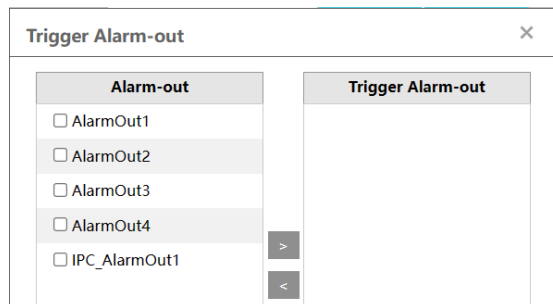 Trigger Alarm-out ×
Alarm-out
Trigger Alarm-out
AlarmOut1
AlarmOut2
AlarmOut3
AlarmOut4
IPC_AlarmOut1
>
<